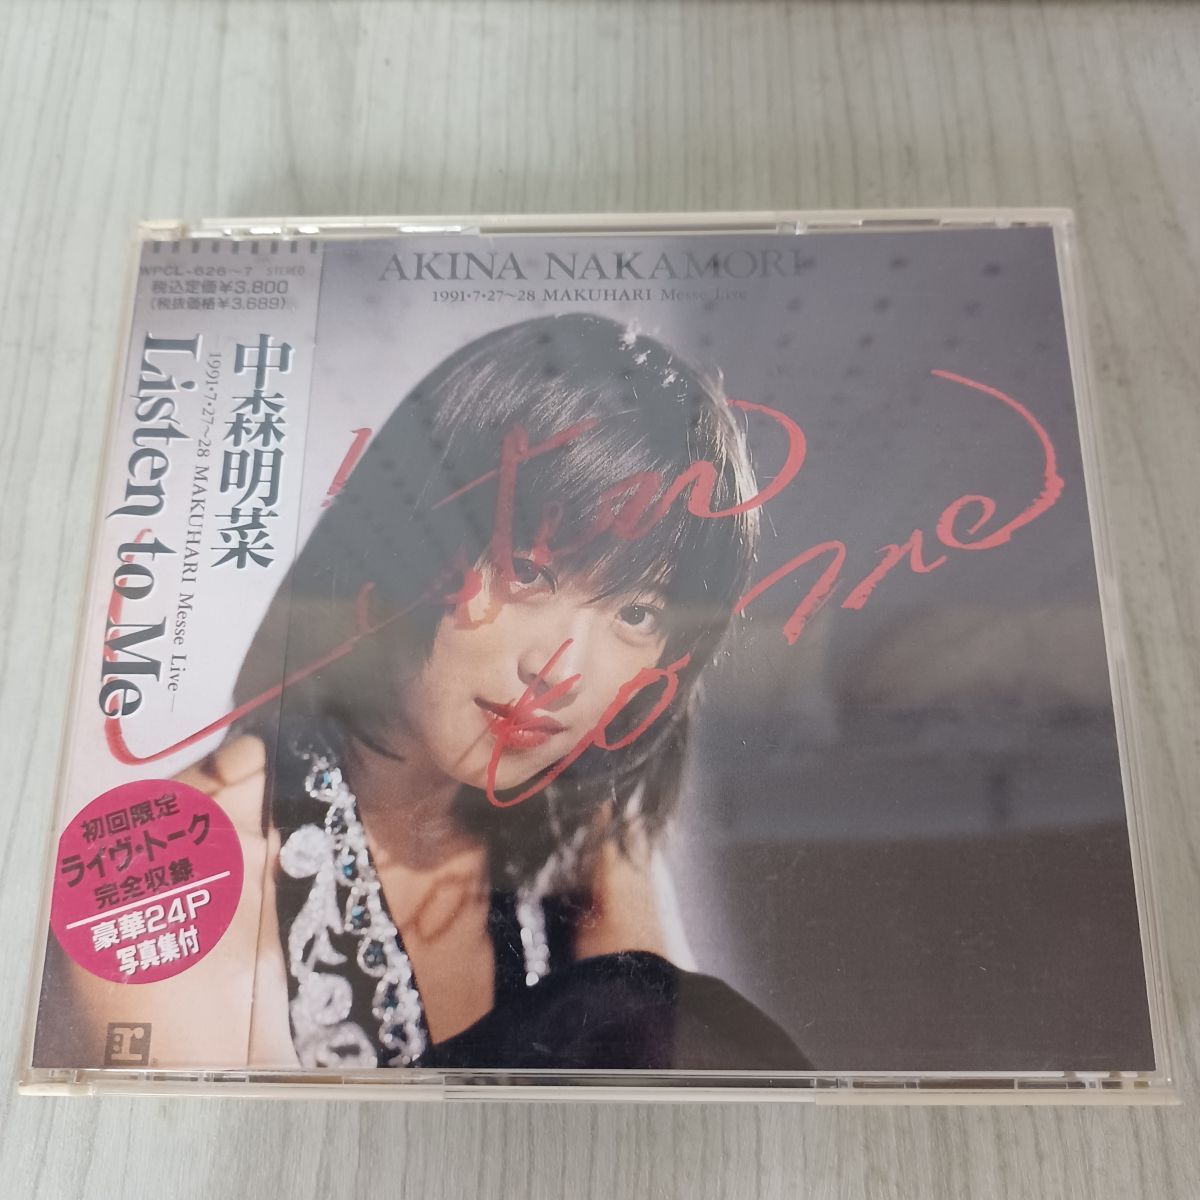 WPCL-626~7 STEREO
税込定価¥3,800
(税抜価格¥3,689)
中森明菜
—1991・7・27~28 MAKUHARI Messe Live—
Listen to Me
初回限定
ライヴ・トーク
完全収録
豪華24P
写真集付
r
AKINA NAKAMORI
1991・7・27~28 MAKUHARI Messe Live
Listen
to me